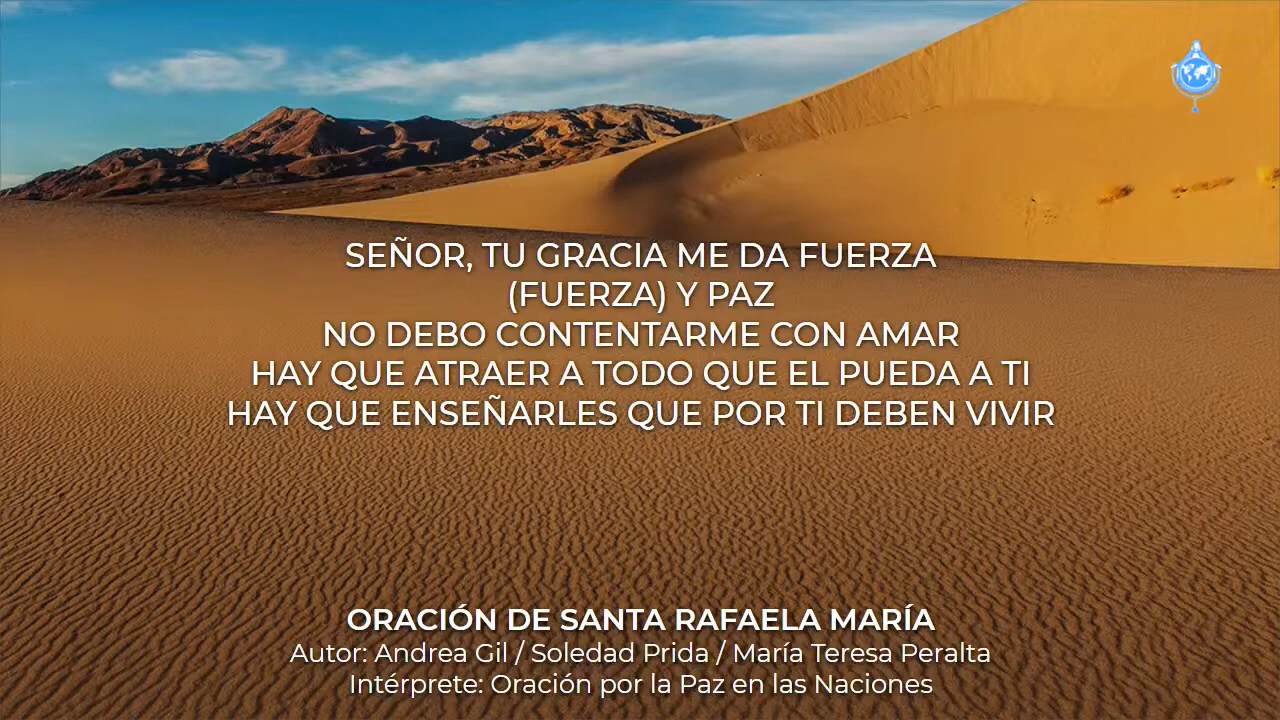 SEÑOR, TU GRACIA ME DA FUERZA
(FUERZA) Y PAZ
NO DEBO CONTENTARME CON AMAR
HAY QUE ATRAER A TODO QUE EL PUEDA A TI
HAY QUE ENSEÑARLES QUE POR TI DEBEN VIVIR
ORACIÓN DE SANTA RAFAELA MARÍA
Autor: Andrea Gil / Soledad Prida / María Teresa Peralta
Intérprete: Oración por la Paz en las Naciones